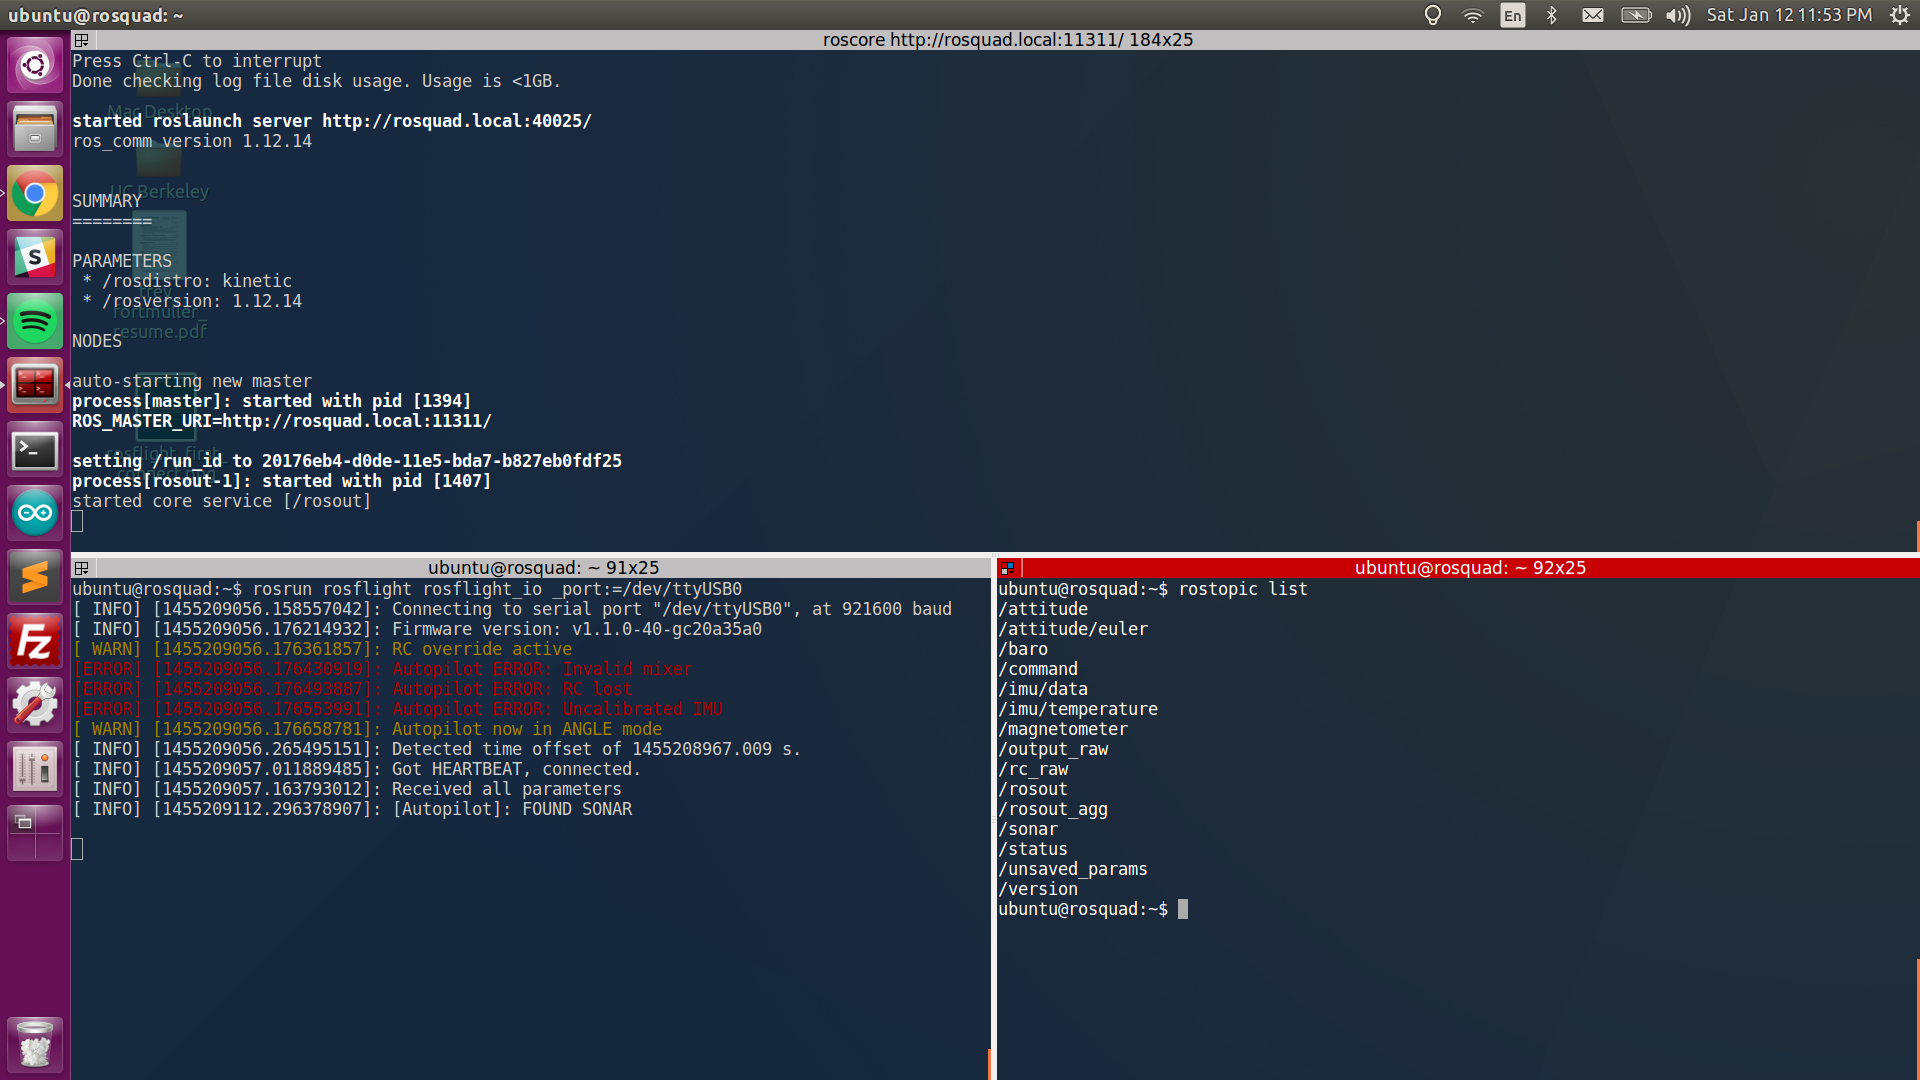 ubuntu@rosquad: ~
En
Sat Jan 12 11:53 PM
roscore http://rosquad.local:11311/ 184x25
Press Ctrl-C to interrupt
Done checking log file disk usage. Usage is <1GB.
Mac Desktop
started roslaunch server http://rosquad.local:40025/
ros_comm version 1.12.14
UC Berkeley
SUMMARY
========
PARAMETERS
* /rosdistro: kinetic
* /rosversion: 1.12.14
fortmuller_
resume.pdf
NODES
auto-starting new master
process[master]: started with pid [1394]
ROS_MASTER_URI=http://rosquad.local:11311/
rosflight_first_
setting /run_id to 20176eb4-d0de-11e5-bda7-b827eb0fdf25
process[rosout-1]: started with pid [1407]
started core service [/rosout]
ubuntu@rosquad: ~ 91x25
ubuntu@rosquad:~$ rosrun rosflight rosflight_io _port:=/dev/ttyUSB0
[ INFO] [1455209056.158557042]: Connecting to serial port "/dev/ttyUSB0", at 921600 baud
[ INFO] [1455209056.176214932]: Firmware version: v1.1.0-40-gc20a35a0
[ WARN] [1455209056.176361857]: RC override active
[ERROR] [1455209056.176430919]: Autopilot ERROR: Invalid mixer
[ERROR] [1455209056.176493887]: Autopilot ERROR: RC lost
[ERROR] [1455209056.176553991]: Autopilot ERROR: Uncalibrated IMU
[ WARN] [1455209056.176658781]: Autopilot now in ANGLE mode
[ INFO] [1455209056.265495151]: Detected time offset of 1455208967.009 s.
[ INFO] [1455209057.011889485]: Got HEARTBEAT, connected.
[ INFO] [1455209057.163793012]: Received all parameters
[ INFO] [1455209112.296378907]: [Autopilot]: FOUND SONAR
ubuntu@rosquad: ~ 92x25
ubuntu@rosquad:~$ rostopic list
/attitude
/attitude/euler
/baro
/command
/imu/data
/imu/temperature
/magnetometer
/output_raw
/rc_raw
/rosout
/rosout_agg
/sonar
/status
/unsaved_params
/version
ubuntu@rosquad:~$